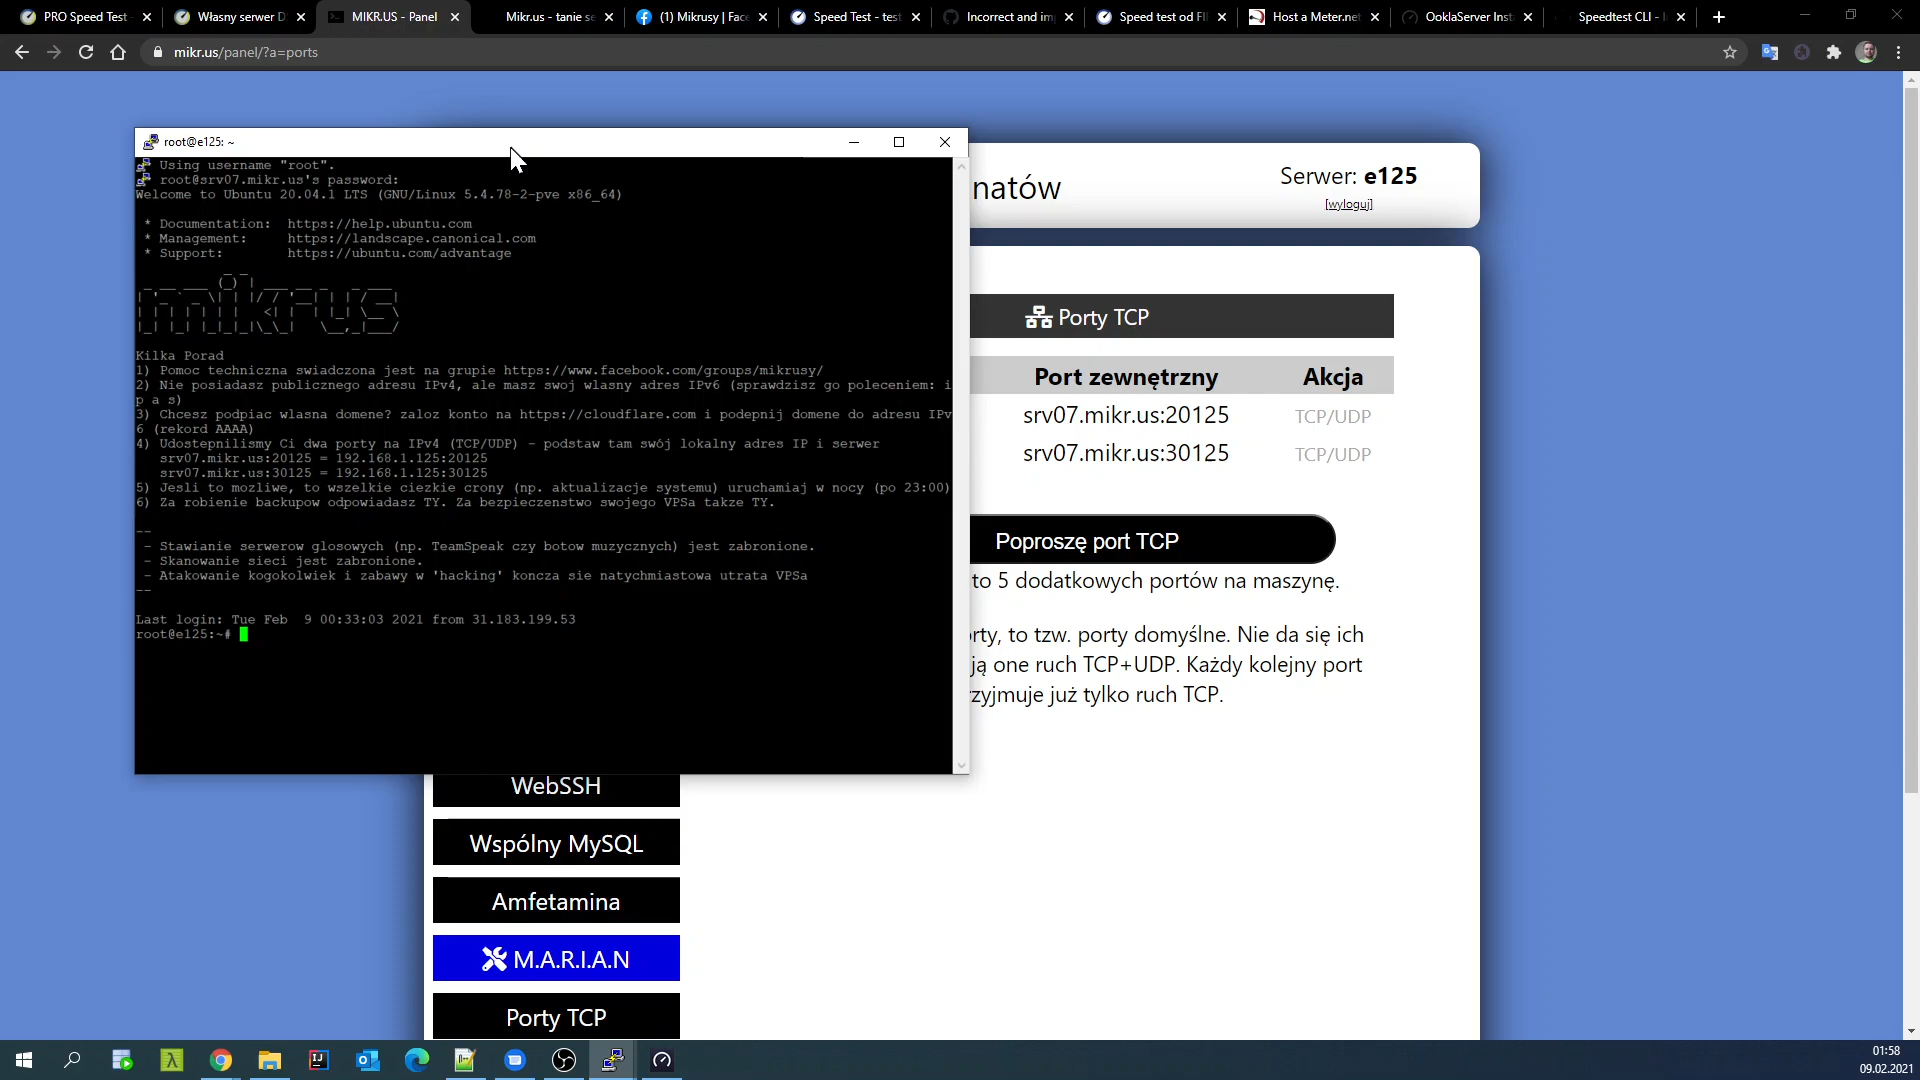 PRO Speed Test
Własny serwer D
MIKR.US - Panel
Mikr.us - tanie se
(1) Mikrusy | Fac
Speed Test - test
Incorrect and im
Speed test od FI
Host a Meter.net
OoklaServer Inst
Speedtest CLI - I
mikr.us/panel/?a=ports
root@e125: ~
Using username "root".
root@srv07.mikr.us's password:
Welcome to Ubuntu 20.04.1 LTS (GNU/Linux 5.4.78-2-pve x86_64)
* Documentation: https://help.ubuntu.com
* Management: https://landscape.canonical.com
* Support: https://ubuntu.com/advantage
mikrus
Kilka Porad
1) Pomoc techniczna swiadczona jest na grupie https://www.facebook.com/groups/mikrusy/
2) Nie posiadasz publicznego adresu IPv4, ale masz swoj wlasny adres IPv6 (sprawdzisz go poleceniem: i
p a s)
3) Chcesz podpiac wlasna domene? zaloz konto na https://cloudflare.com i podepnij domene do adresu IPv
6 (rekord AAAA)
4) Udostepnilismy Ci dwa porty na IPv4 (TCP/UDP) - podstaw tam swój lokalny adres IP i serwer
srv07.mikr.us:20125 = 192.168.1.125:20125
srv07.mikr.us:30125 = 192.168.1.125:30125
5) Jesli to mozliwe, to wszelkie ciezkie crony (np. aktualizacje systemu) uruchamiaj w nocy (po 23:00)
6) Za robienie backupow odpowiadasz TY. Za bezpieczenstwo swojego VPSa takze TY.
--
- Stawianie serwerow glosowych (np. TeamSpeak czy botow muzycznych) jest zabronione.
- Skanowanie sieci jest zabronione.
- Atakowanie kogokolwiek i zabawy w 'hacking' koncza sie natychmiastowa utrata VPSa
--
Last login: Tue Feb 9 00:33:03 2021 from 31.183.199.53
root@e125:~#
natów
Serwer: e125
[wyloguj]
Porty TCP
Port zewnętrzny Akcja
srv07.mikr.us:20125 TCP/UDP
srv07.mikr.us:30125 TCP/UDP
Poproszę port TCP
to 5 dodatkowych portów na maszynę.
rty, to tzw. porty domyślne. Nie da się ich
ją one ruch TCP+UDP. Każdy kolejny port
zyjmuje już tylko ruch TCP.
WebSSH
Wspólny MySQL
Amfetamina
M.A.R.I.A.N
Porty TCP
01:58
09.02.2021